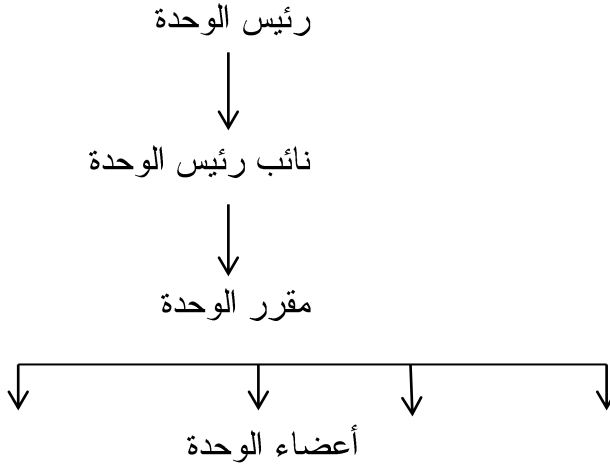 رئيس الوحدة
نائب رئيس الوحدة
مقرر الوحدة
أعضاء الوحدة